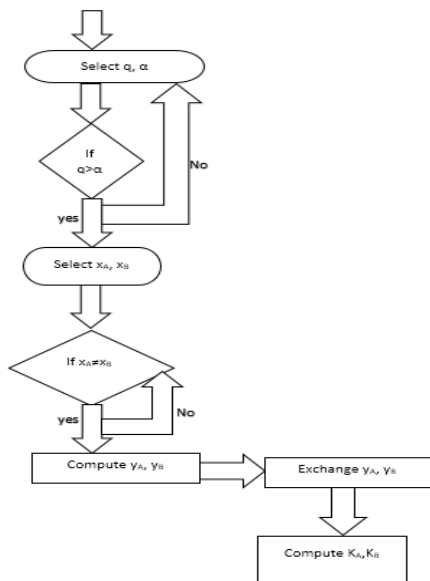 Select q, α
If
q>α
No
yes
Select xA, xB
If xA≠xB
yes
No
Compute yA, yB
Exchange yA, yB
Compute KA,KB